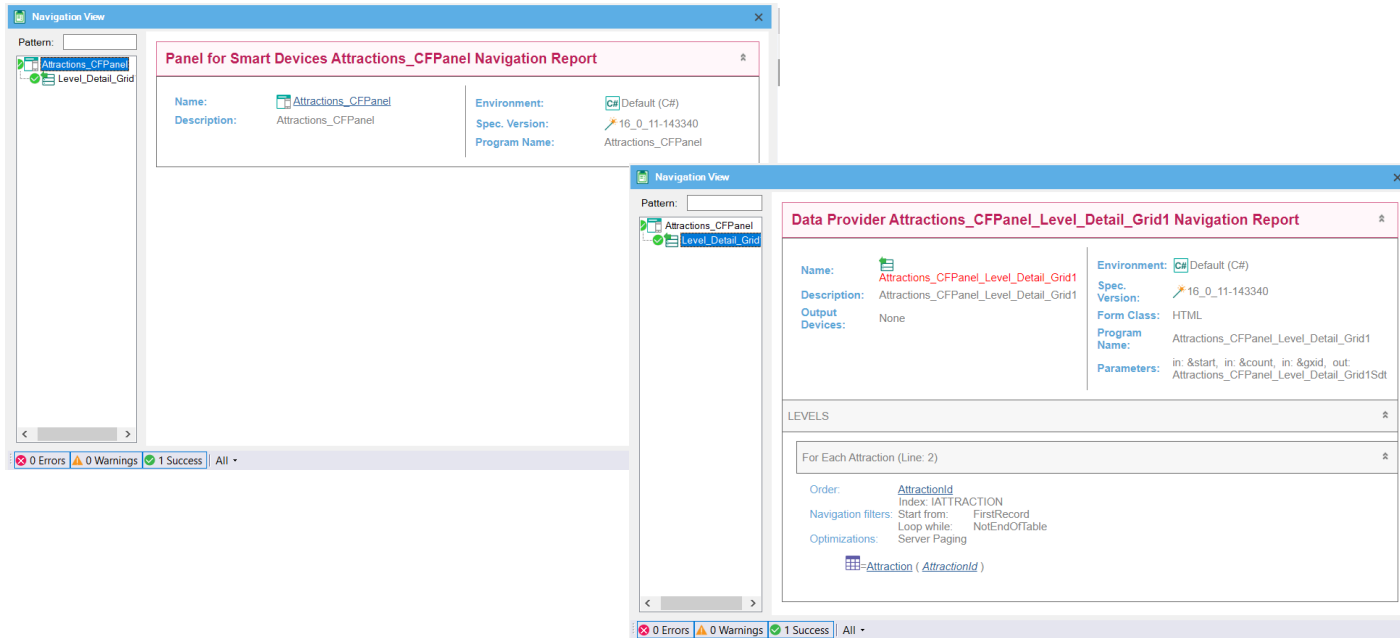 Navigation View
Pattern:
Attractions_CFPanel
Level_Detail_Grid
Panel for Smart Devices Attractions_CFPanel Navigation Report
Name: Attractions_CFPanel
Description: Attractions_CFPanel
Environment: C# Default (C#)
Spec. Version: 16_0_11-143340
Program Name: Attractions_CFPanel
0 Errors 0 Warnings 1 Success All
Navigation View
Pattern:
Attractions_CFPanel
Level_Detail_Grid1
Data Provider Attractions_CFPanel_Level_Detail_Grid1 Navigation Report
Name: Attractions_CFPanel_Level_Detail_Grid1
Description: Attractions_CFPanel_Level_Detail_Grid1
Output
Devices: None
Environment: C# Default (C#)
Spec.
Version: 16_0_11-143340
Form Class: HTML
Program
Name: Attractions_CFPanel_Level_Detail_Grid1
Parameters: in: &start, in: &count, in: &gxid, out:
Attractions_CFPanel_Level_Detail_Grid1Sdt
LEVELS
For Each Attraction (Line: 2)
Order: AttractionId
Index: IATTRACTION
Navigation filters: Start from: FirstRecord
Loop while: NotEndOfTable
Optimizations: Server Paging
=Attraction ( AttractionId )
0 Errors 0 Warnings 1 Success All